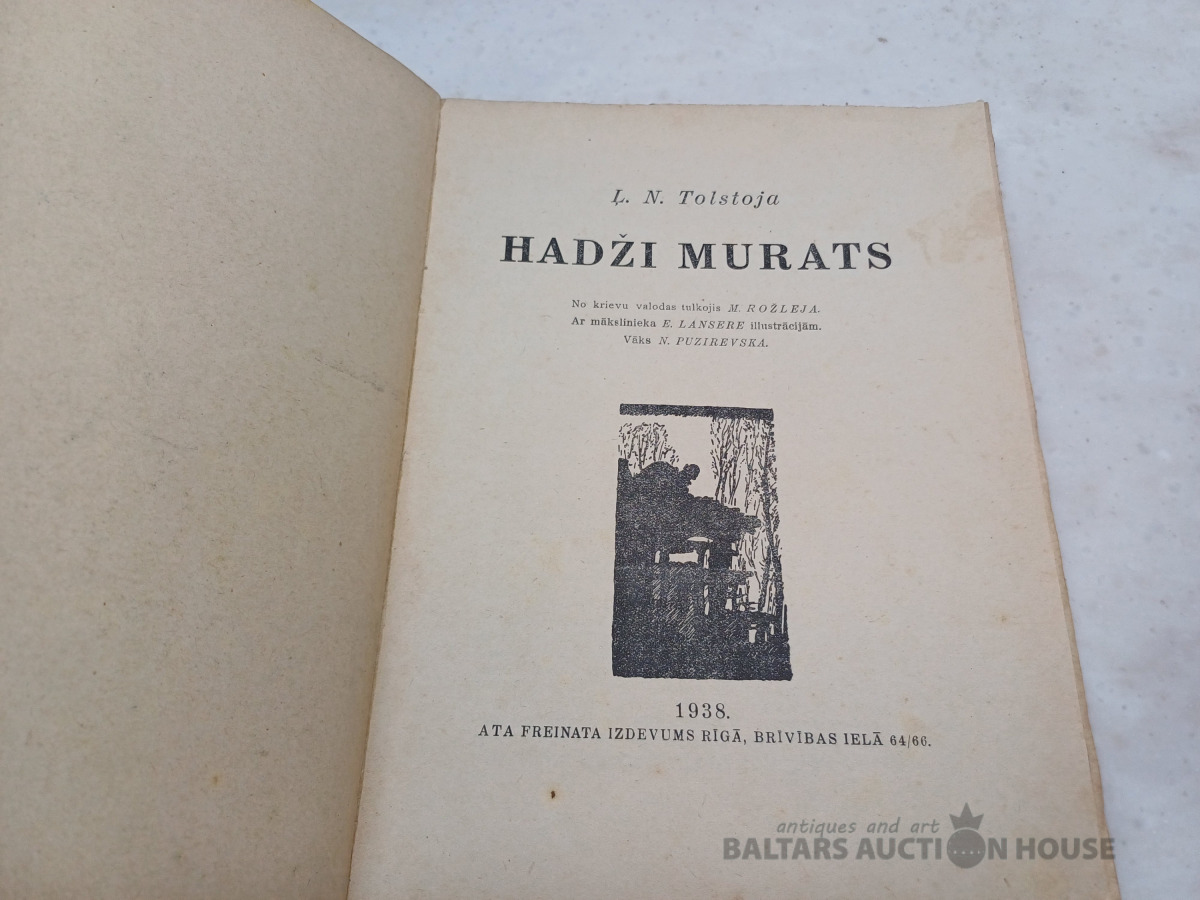 Ļ. N. Tolstoja
HADŽI MURATS
No krievu valodas tulkojis M. ROŽLEJA.
Ar mākslinieka E. LANSERE illustrācijām.
Vāks N. PUZIREVSKA.
1938.
ATA FREINATA IZDEVUMS RĪGĀ, BRĪVĪBAS IELĀ 64/66.
antiques and art
BALTARS AUCTION HOUSE